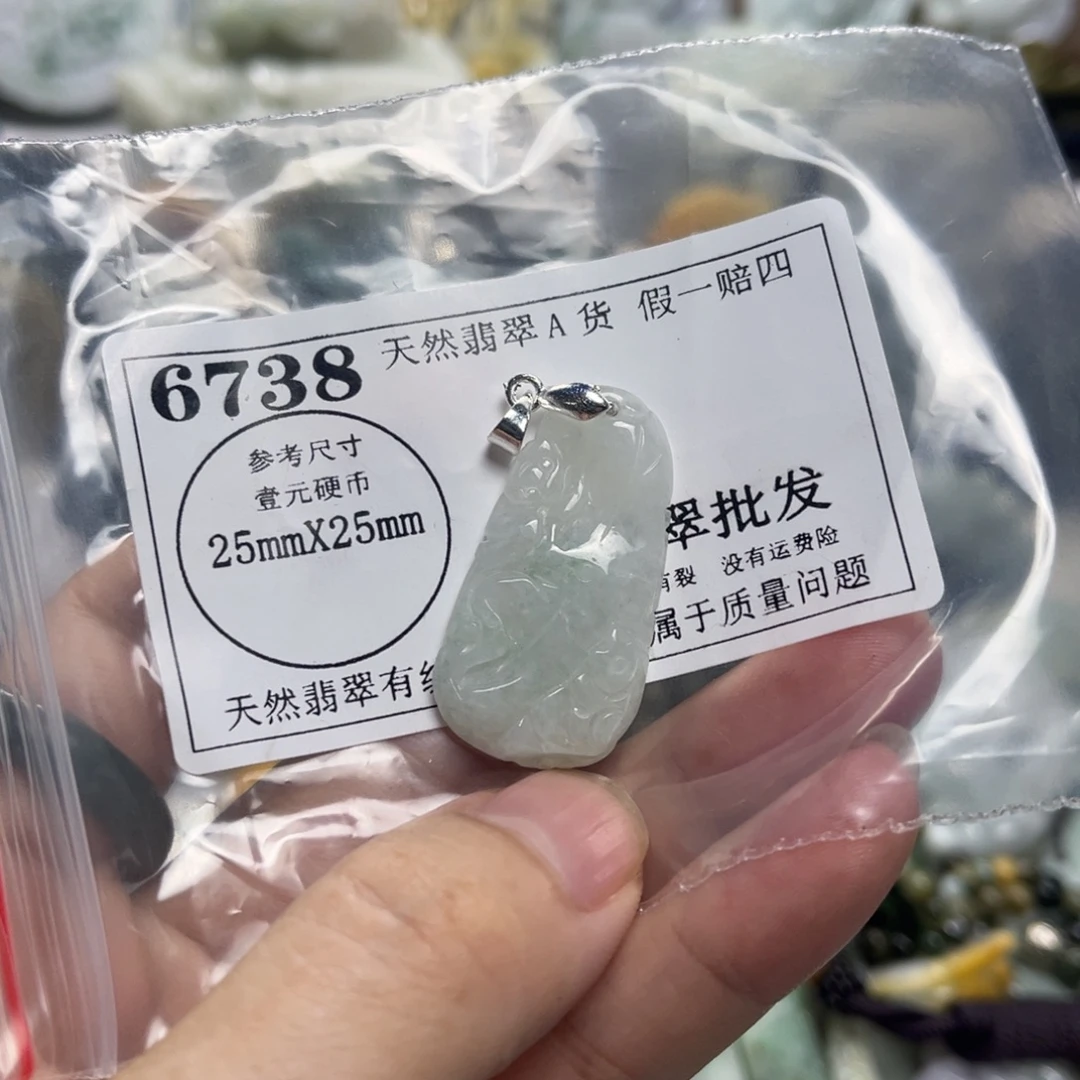 天然翡翠A货 假一赔四
6738
参考尺寸
壹元硬币
25mmX25mm
翠批发
裂 没有运费险
属于质量问题
天然翡翠有